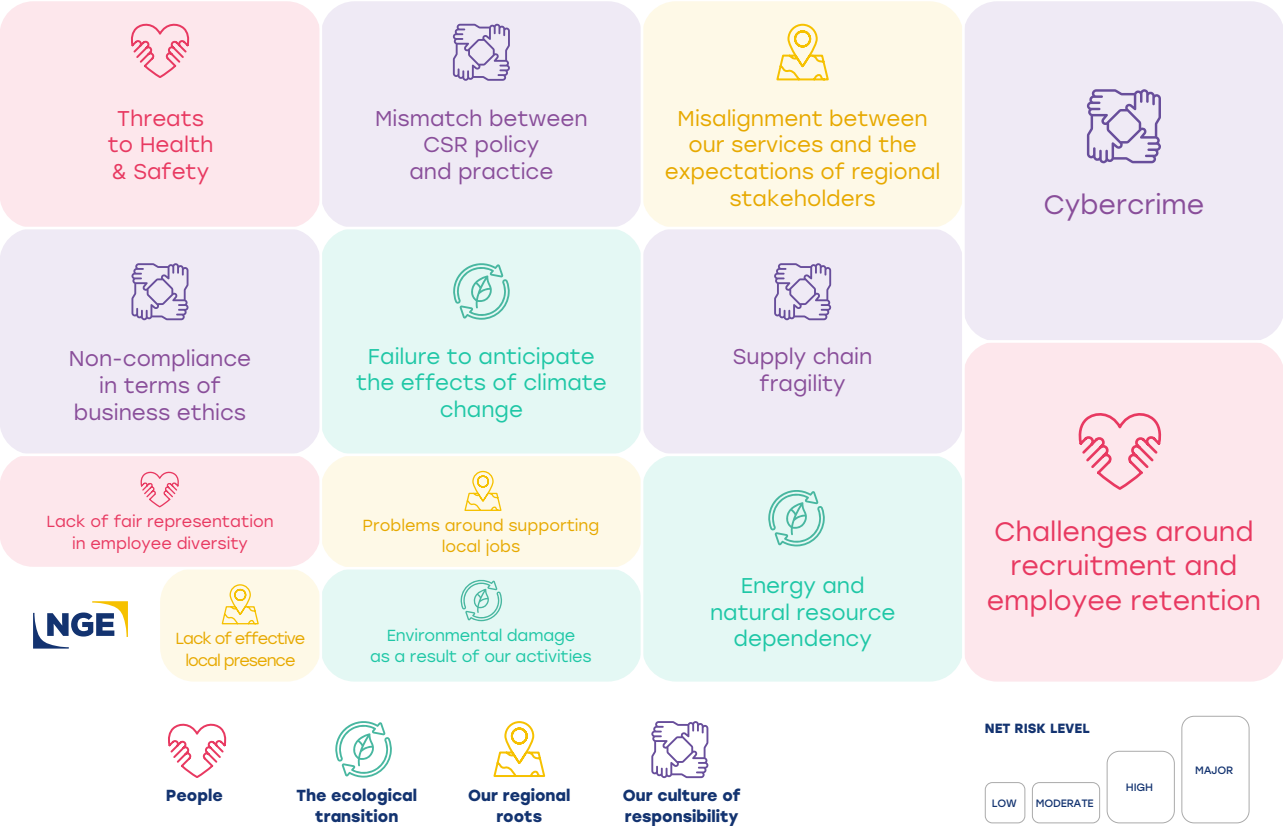 Threats
to Health
& Safety
Mismatch between
CSR policy
and practice
Misalignment between
our services and the
expectations of regional
stakeholders
Cybercrime
Non-compliance
in terms of
business ethics
Failure to anticipate
the effects of climate
change
Supply chain
fragility
Challenges around
recruitment and
employee retention
Lack of fair representation
in employee diversity
Problems around supporting
local jobs
Energy and
natural resource
dependency
NGE
Lack of effective
local presence
Environmental damage
as a result of our activities
People
The ecological
transition
Our regional
roots
Our culture of
responsibility
NET RISK LEVEL
LOW
MODERATE
HIGH
MAJOR